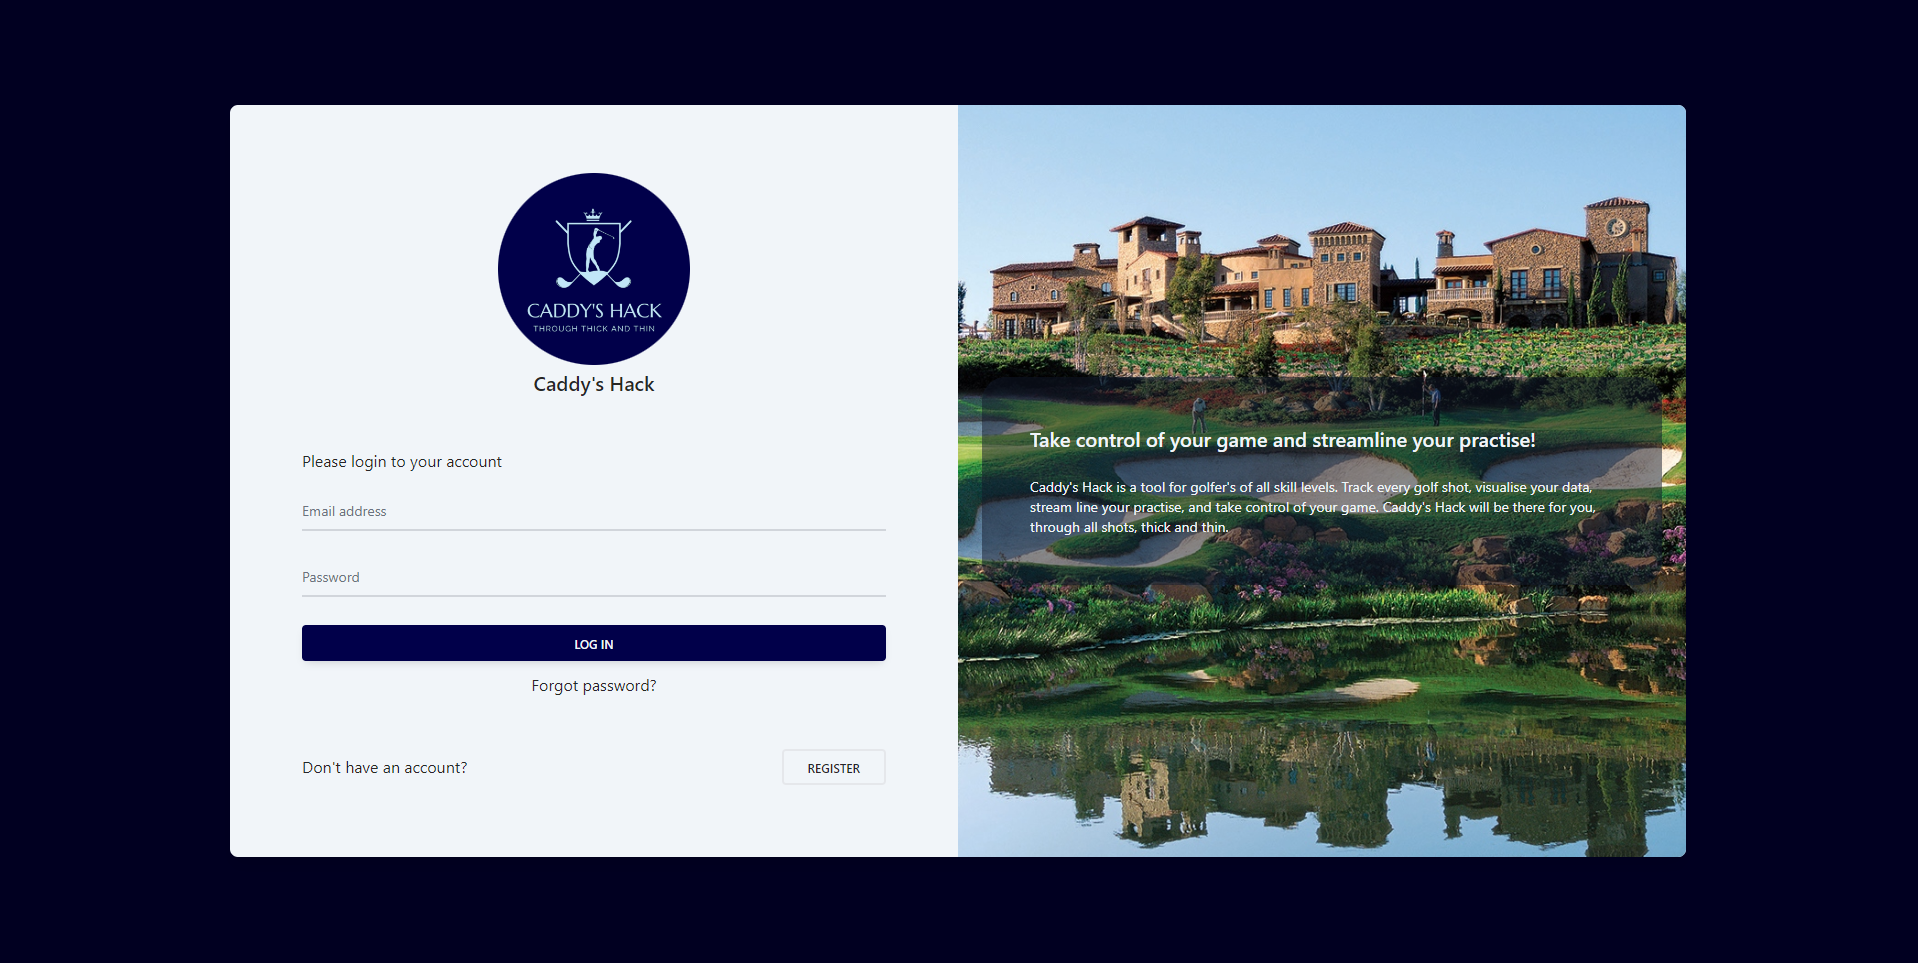 CADDY'S HACK
THROUGH THICK AND THIN
Caddy's Hack
Please login to your account
Email address
Password
LOG IN
Forgot password?
Don't have an account?
REGISTER
Take control of your game and streamline your practise!
Caddy's Hack is a tool for golfer's of all skill levels. Track every golf shot, visualise your data,
stream line your practise, and take control of your game. Caddy's Hack will be there for you,
through all shots, thick and thin.